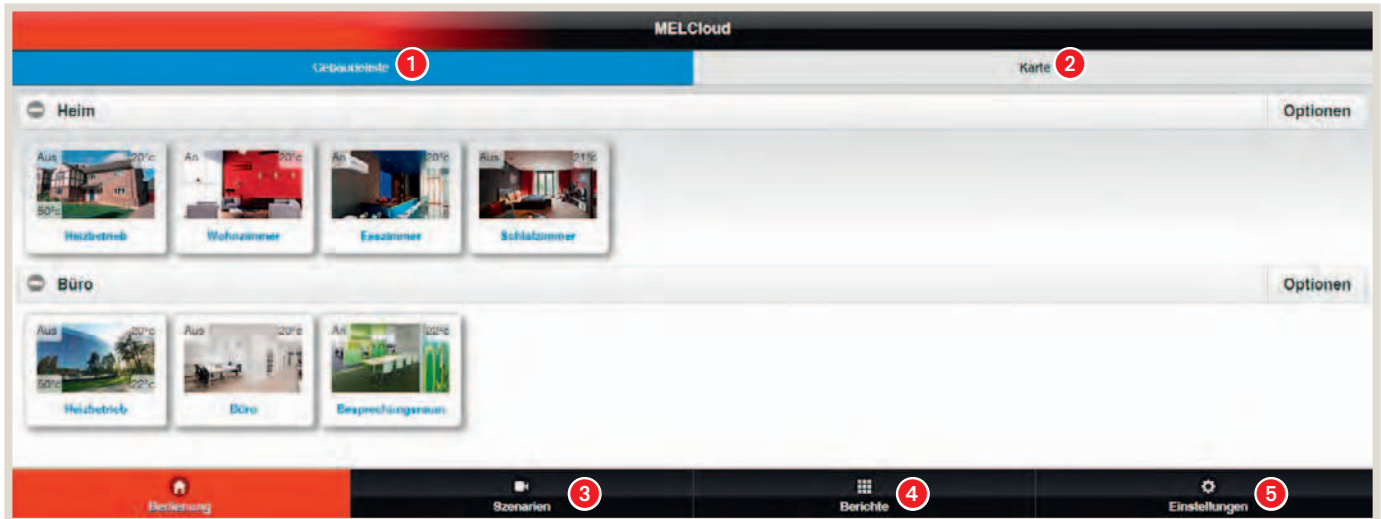 MELCloud
Gebäudeliste 1 Karte 2
Heim Optionen
Aus 20°c An 20°c An 20°c Aus 21°c
50°c
Heizbetrieb Wohnzimmer Esszimmer Schlafzimmer
Büro Optionen
Aus 20°c Aus 20°c An 22°c
50°c 22°c
Heizbetrieb Büro Besprechungsraum
Bedienung Szenarien 3 Berichte 4 Einstellungen 5